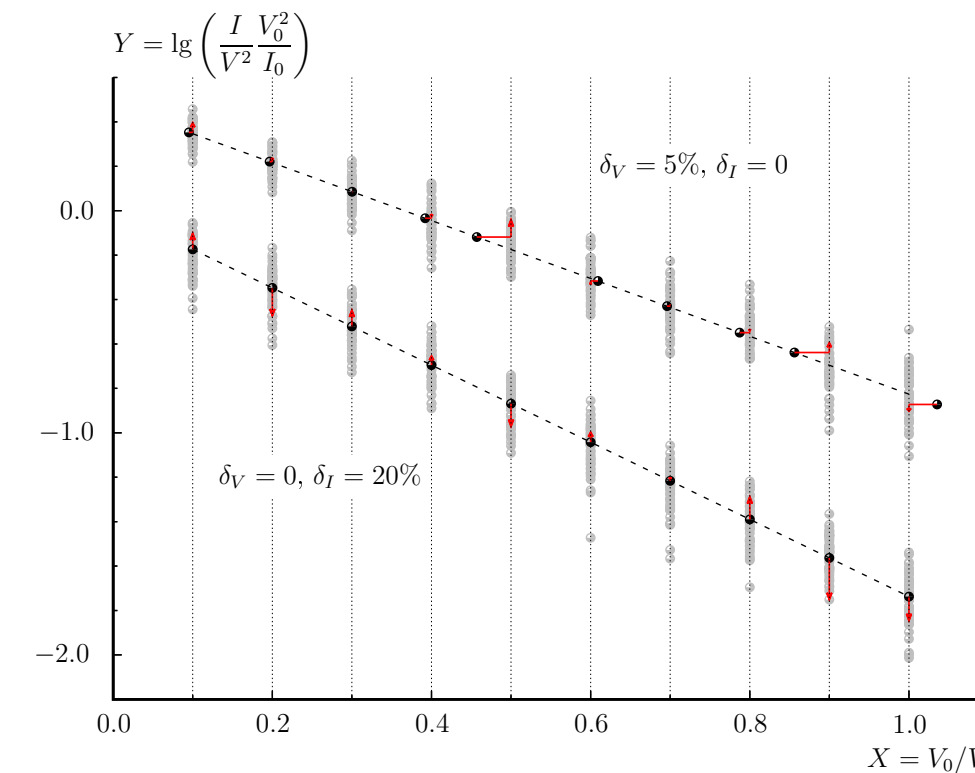 Y = lg ( I / V² V₀² / I₀ )
δ_V = 5%, δ_I = 0
0.0
−1.0
δ_V = 0, δ_I = 20%
−2.0
0.0 0.2 0.4 0.6 0.8 1.0
X = V₀/V